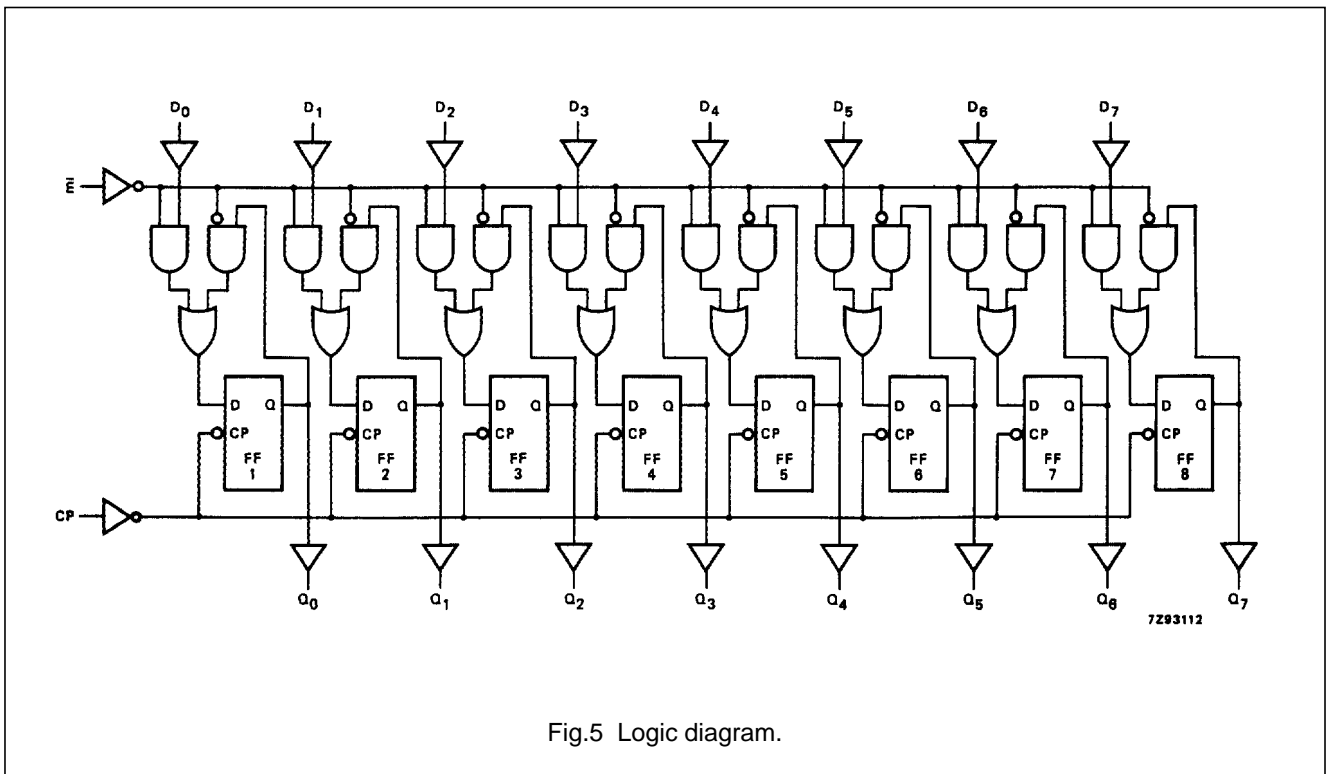 D0 D1 D2 D3 D4 D5 D6 D7
E̅
D Q D Q D Q D Q D Q D Q D Q D Q
CP CP CP CP CP CP CP CP
FF FF FF FF FF FF FF FF
1 2 3 4 5 6 7 8
CP
Q0 Q1 Q2 Q3 Q4 Q5 Q6 Q7
7Z93112
Fig.5 Logic diagram.